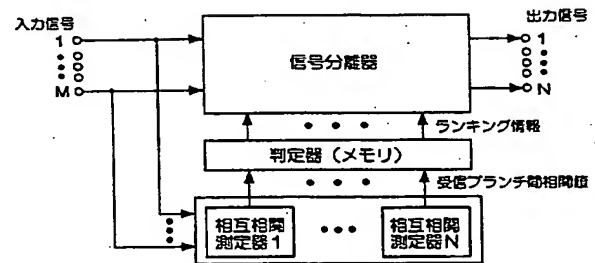 入力信号
1
M
信号分離器
出力信号
1
N
ランキング情報
判定器（メモリ）
受信ブランチ間相関値
相互相関
測定器1
相互相関
測定器N